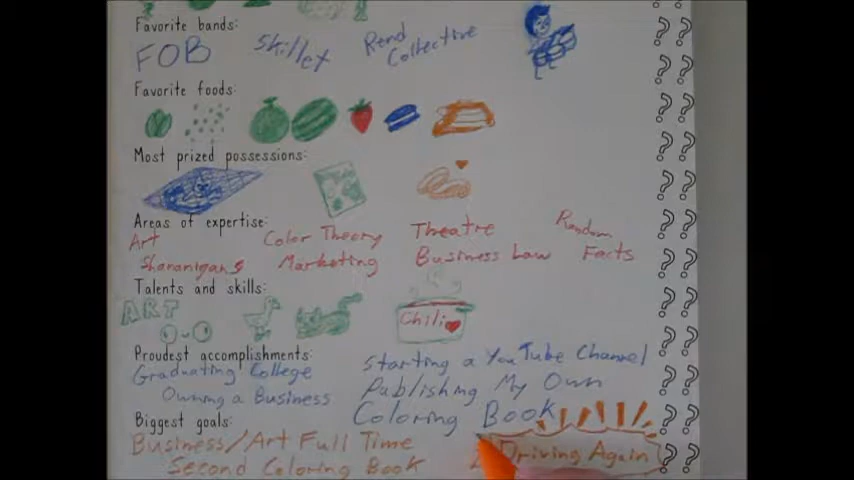 Favorite bands:
FOB Skillet Rend Collective
Favorite foods:
Most prized possessions:
Areas of expertise:
Art Color Theory Theatre Random Facts
Shananigans Marketing Business Law
Talents and skills:
ART
Chili
Proudest accomplishments:
Graduating College
Owning a Business
Starting a YouTube Channel
Publishing My Own
Coloring Book
Biggest goals:
Business/Art Full Time
Second Coloring Book
Driving Again